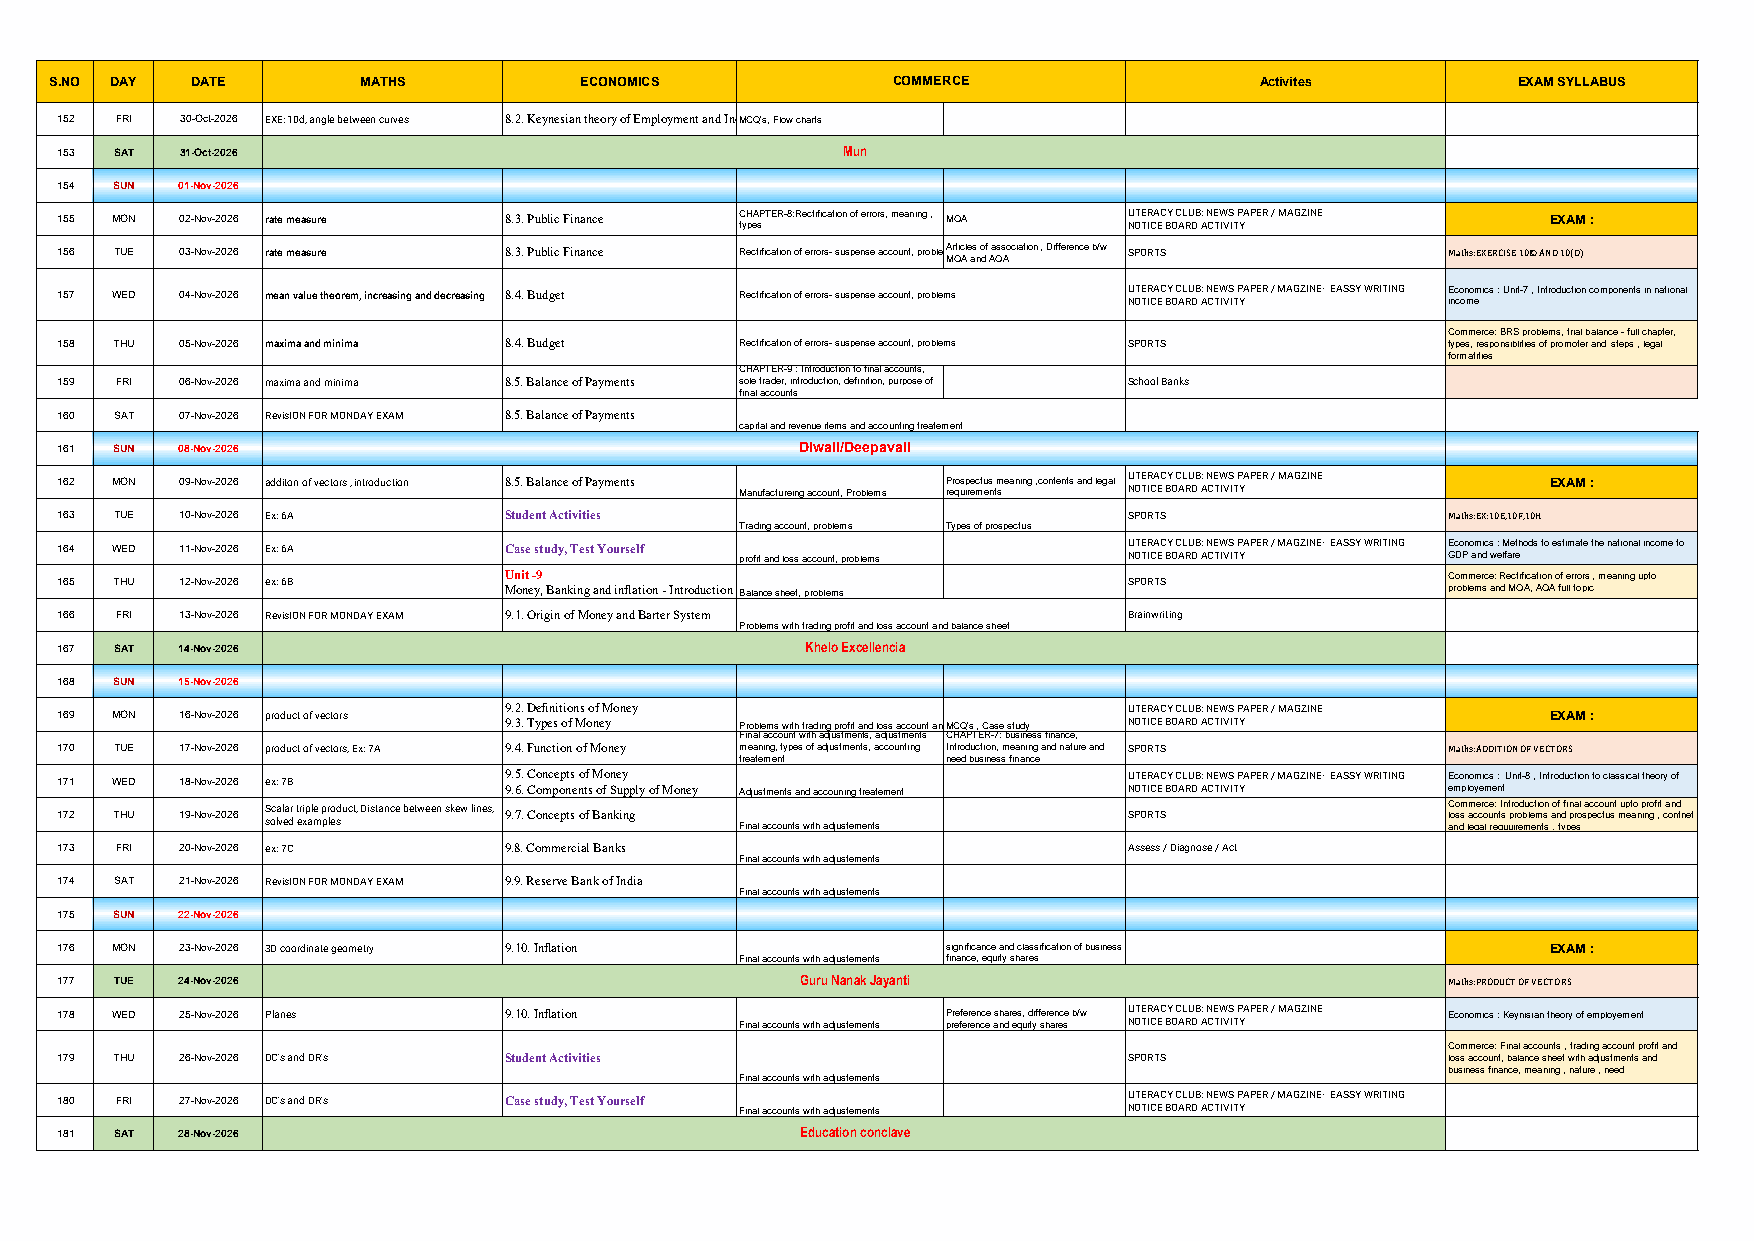 S.NO DAY DATE MATHS ECONOMICS COMMERCE Activites EXAM SYLLABUS
152 FRI 30-Oct-2026 EXE: 10d, angle between curves 8.2. Keynesian theory of Employment and In MCQ's, Flow charts
153 SAT 31-Oct-2026 Mun
154 SUN 01-Nov-2026
155 MON 02-Nov-2026 rate measure 8.3. Public Finance CHAPTER-8:Rectification of errors, meaning , types MOA LITERACY CLUB: NEWS PAPER / MAGZINE NOTICE BOARD ACTIVITY EXAM :
156 TUE 03-Nov-2026 rate measure 8.3. Public Finance Rectification of errors- suspense account, proble Articles of association , Difference b/w MOA and AOA SPORTS Maths:EXERCISE 10© AND 10(D)
157 WED 04-Nov-2026 mean value theorem, increasing and decreasing 8.4. Budget Rectification of errors- suspense account, problems LITERACY CLUB: NEWS PAPER / MAGZINE· EASSY WRITING NOTICE BOARD ACTIVITY Economics : Unit-7 , Introduction components in national income
158 THU 05-Nov-2026 maxima and minima 8.4. Budget Rectification of errors- suspense account, problems SPORTS Commerce: BRS problems, trial balance - full chapter, types, responsiblities of promoter and steps , legal formatities
159 FRI 06-Nov-2026 maxima and minima 8.5. Balance of Payments CHAPTER-9 : Introduction to final accounts, sole trader, introduction, definition, purpose of final accounts School Banks
160 SAT 07-Nov-2026 RevisION FOR MONDAY EXAM 8.5. Balance of Payments capital and revenue items and accounting treatement
161 SUN 08-Nov-2026 Diwali/Deepavali
162 MON 09-Nov-2026 additon of vectors , introduction 8.5. Balance of Payments Manufactureing account, Problems Prospectus meaning ,contents and legal requirements LITERACY CLUB: NEWS PAPER / MAGZINE NOTICE BOARD ACTIVITY EXAM :
163 TUE 10-Nov-2026 Ex: 6A Student Activities Trading account, problems Types of prospectus SPORTS Maths:EX:10E,10F,10H
164 WED 11-Nov-2026 Ex: 6A Case study, Test Yourself profit and loss account, problems LITERACY CLUB: NEWS PAPER / MAGZINE· EASSY WRITING NOTICE BOARD ACTIVITY Economics : Methods to estimate the national income to GDP and welfare
165 THU 12-Nov-2026 ex: 6B Unit -9 Money, Banking and inflation - Introduction Balance sheet, problems SPORTS Commerce: Rectification of errors , meaning upto problems and MOA, AOA full topic
166 FRI 13-Nov-2026 RevisION FOR MONDAY EXAM 9.1. Origin of Money and Barter System Problems with trading profit and loss account and balance sheet Brainwriting
167 SAT 14-Nov-2026 Khelo Excellencia
168 SUN 15-Nov-2026
169 MON 16-Nov-2026 product of vectors 9.2. Definitions of Money 9.3. Types of Money Problems with trading profit and loss account an MCQ's , Case study LITERACY CLUB: NEWS PAPER / MAGZINE NOTICE BOARD ACTIVITY EXAM :
170 TUE 17-Nov-2026 product of vectors, Ex: 7A 9.4. Function of Money Final account with adjustments, adjustments meaning, types of adjustments, accounting treatement CHAPTER-7: business finance, Introduction, meaning and nature and need business finance SPORTS Maths:ADDITION OF VECTORS
171 WED 18-Nov-2026 ex: 7B 9.5. Concepts of Money 9.6. Components of Supply of Money Adjustments and accouning treatement LITERACY CLUB: NEWS PAPER / MAGZINE· EASSY WRITING NOTICE BOARD ACTIVITY Economics : Unit-8 , Introduction to classical theory of employement
172 THU 19-Nov-2026 Scalar triple product, Distance between skew lines, solved examples 9.7. Concepts of Banking Final accounts with adjustements SPORTS Commerce: Introduction of final account upto profit and loss accounts problems and prospectus meaning , contnet and legal requuirements , types
173 FRI 20-Nov-2026 ex: 7C 9.8. Commercial Banks Final accounts with adjustements Assess / Diagnose / Act
174 SAT 21-Nov-2026 RevisION FOR MONDAY EXAM 9.9. Reserve Bank of India Final accounts with adjustements
175 SUN 22-Nov-2026
176 MON 23-Nov-2026 3D coordinate geometry 9.10. Inflation Final accounts with adjustements significance and classification of business finance, equity shares EXAM :
177 TUE 24-Nov-2026 Guru Nanak Jayanti Maths:PRODUCT OF VECTORS
178 WED 25-Nov-2026 Planes 9.10. Inflation Final accounts with adjustements Preference shares, difference b/w preference and equity shares LITERACY CLUB: NEWS PAPER / MAGZINE NOTICE BOARD ACTIVITY Economics : Keynisian theory of employement
179 THU 26-Nov-2026 DC's and DR's Student Activities Final accounts with adjustements SPORTS Commerce: Final accounts , trading account profit and loss account, balance sheet with adjustments and business finance, meaning , nature , need
180 FRI 27-Nov-2026 DC's and DR's Case study, Test Yourself Final accounts with adjustements LITERACY CLUB: NEWS PAPER / MAGZINE· EASSY WRITING NOTICE BOARD ACTIVITY
181 SAT 28-Nov-2026 Education conclave